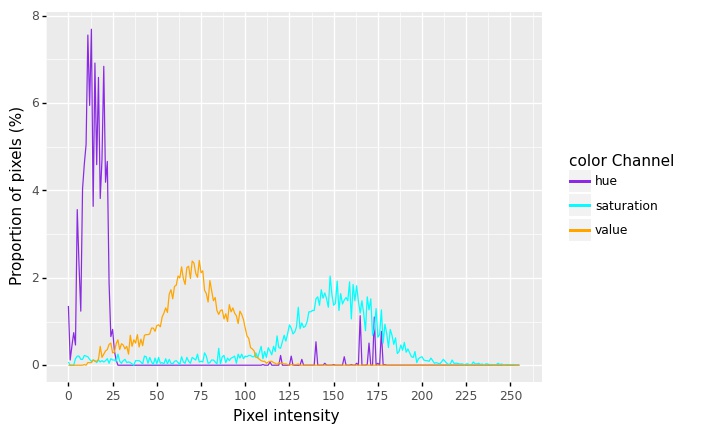 8
6
4
2
0
Proportion of pixels (%)
0 25 50 75 100 125 150 175 200 225 250
Pixel intensity
color Channel
hue
saturation
value